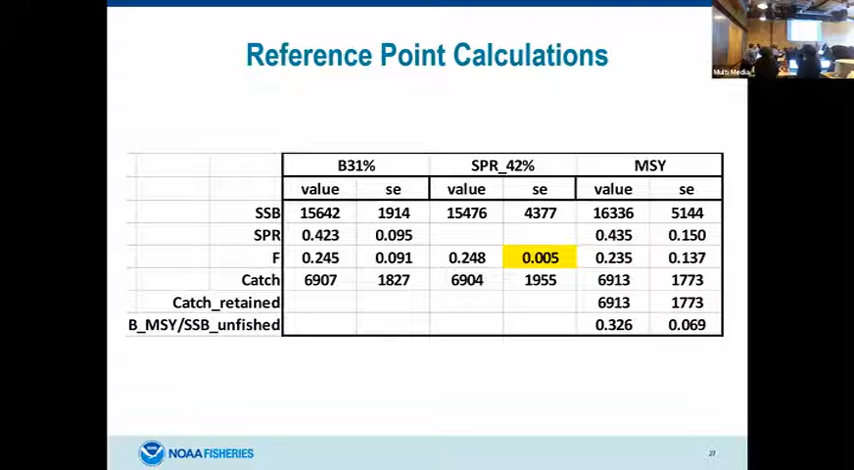 Reference Point Calculations
Multi Media
B31% SPR_42% MSY
value se value se value se
SSB 15642 1914 15476 4377 16336 5144
SPR 0.423 0.095 0.435 0.150
F 0.245 0.091 0.248 0.005 0.235 0.137
Catch 6907 1827 6904 1955 6913 1773
Catch_retained 6913 1773
B_MSY/SSB_unfished 0.326 0.069
NOAA FISHERIES
27